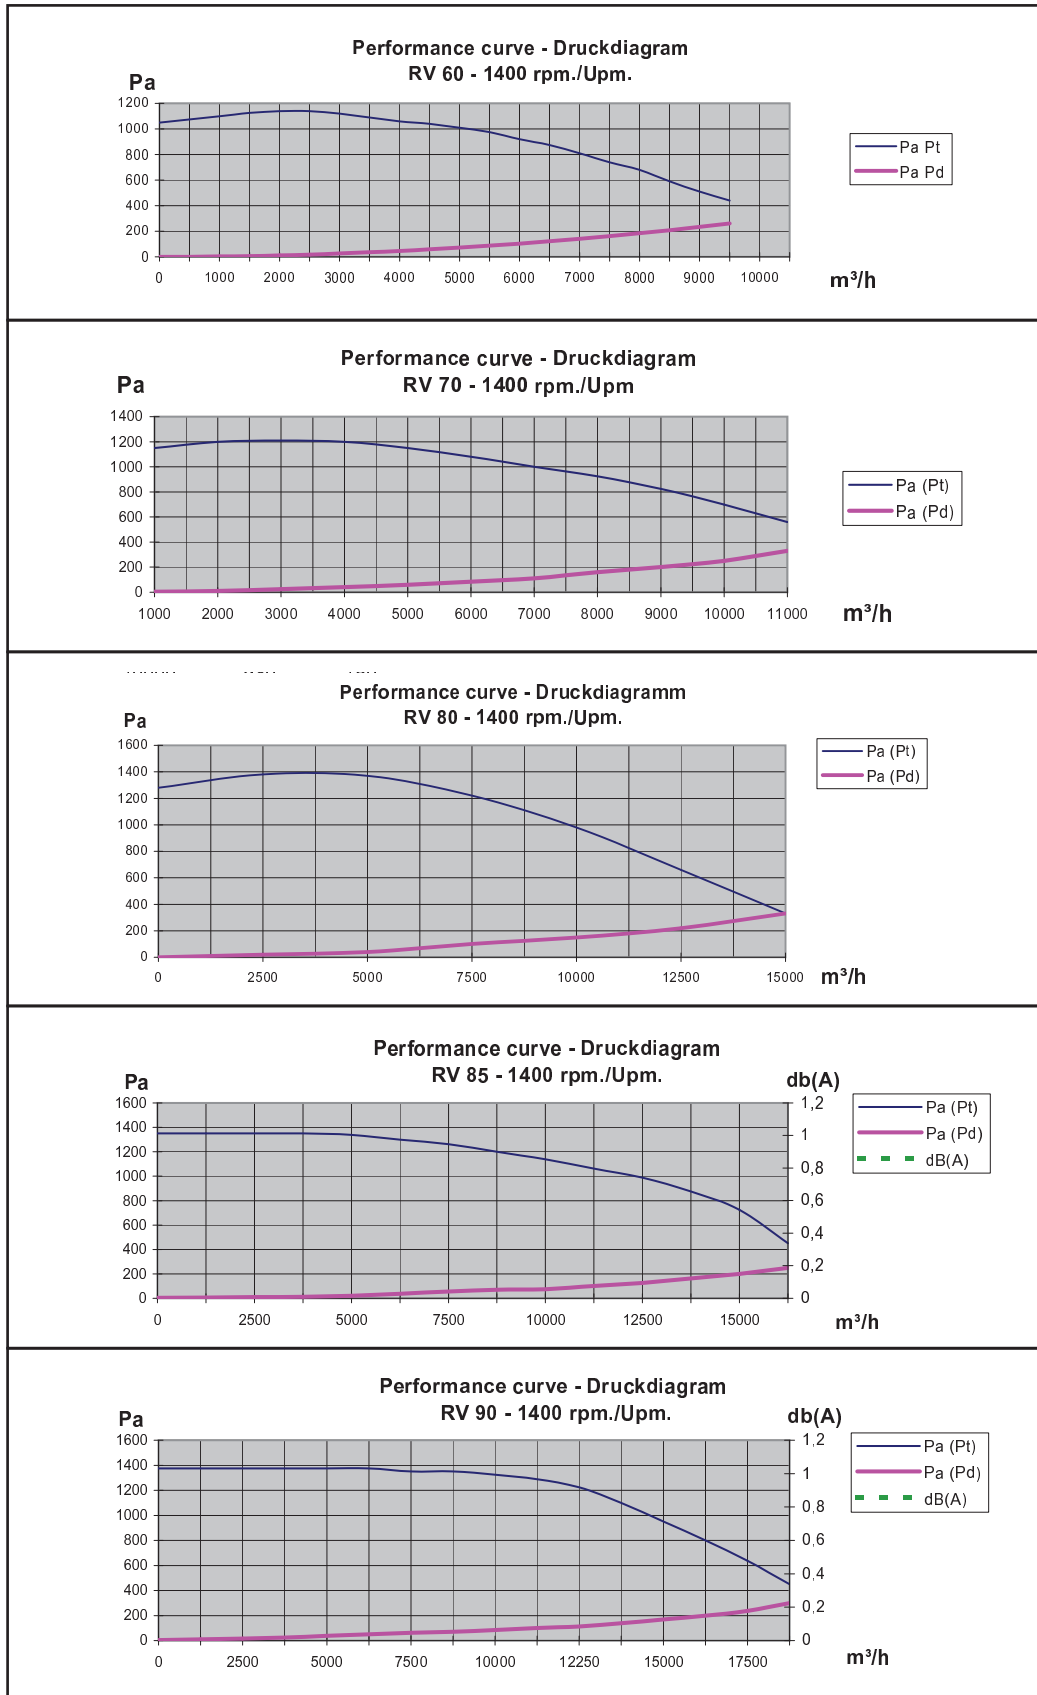 Performance curve - Druckdiagram
RV 60 - 1400 rpm./Upm.
Pa
1200
1000
800
600
400
200
0
0 1000 2000 3000 4000 5000 6000 7000 8000 9000 10000
m³/h
Pa Pt
Pa Pd
Performance curve - Druckdiagram
RV 70 - 1400 rpm./Upm
Pa
1400
1200
1000
800
600
400
200
0
1000 2000 3000 4000 5000 6000 7000 8000 9000 10000 11000
m³/h
Pa (Pt)
Pa (Pd)
Performance curve - Druckdiagramm
RV 80 - 1400 rpm./Upm.
Pa
1600
1400
1200
1000
800
600
400
200
0
0 2500 5000 7500 10000 12500 15000
m³/h
Pa (Pt)
Pa (Pd)
Performance curve - Druckdiagram
RV 85 - 1400 rpm./Upm.
Pa
db(A)
1600
1400
1200
1000
800
600
400
200
0
1,2
1
0,8
0,6
0,4
0,2
0
0 2500 5000 7500 10000 12500 15000
m³/h
Pa (Pt)
Pa (Pd)
dB(A)
Performance curve - Druckdiagram
RV 90 - 1400 rpm./Upm.
Pa
db(A)
1600
1400
1200
1000
800
600
400
200
0
1,2
1
0,8
0,6
0,4
0,2
0
0 2500 5000 7500 10000 12250 15000 17500
m³/h
Pa (Pt)
Pa (Pd)
dB(A)